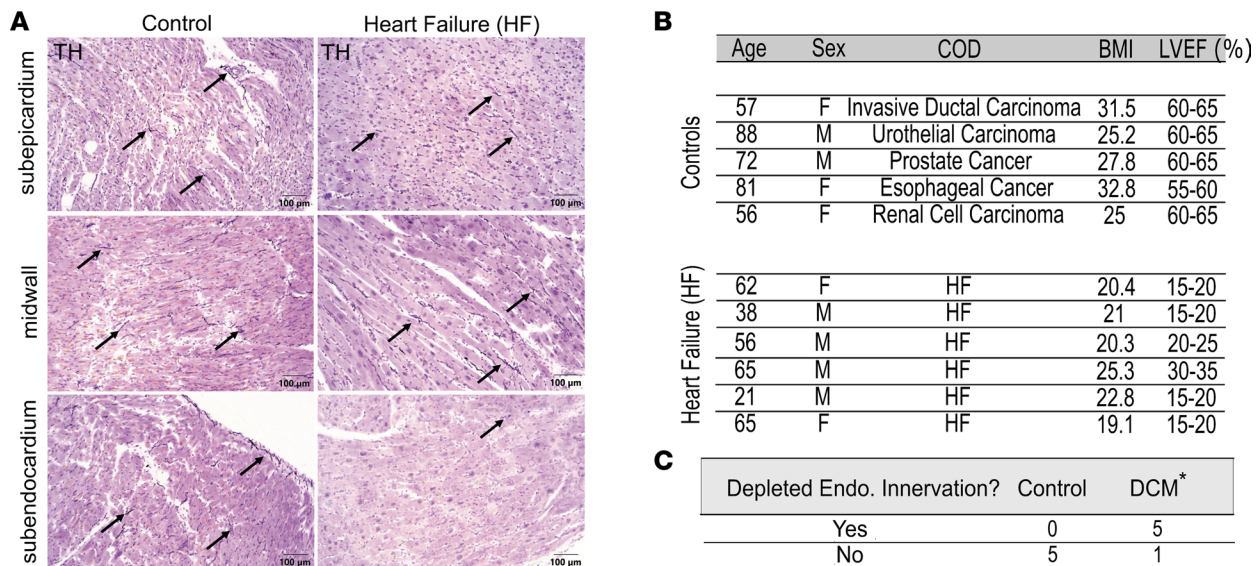 A
Control Heart Failure (HF)
subepicardium
TH TH
100 µm 100 µm
midwall
100 µm 100 µm
subendocardium
100 µm 100 µm
B
Age Sex COD BMI LVEF (%)
Controls
57 F Invasive Ductal Carcinoma 31.5 60-65
88 M Urothelial Carcinoma 25.2 60-65
72 M Prostate Cancer 27.8 60-65
81 F Esophageal Cancer 32.8 55-60
56 F Renal Cell Carcinoma 25 60-65
Heart Failure (HF)
62 F HF 20.4 15-20
38 M HF 21 15-20
56 M HF 20.3 20-25
65 M HF 25.3 30-35
21 M HF 22.8 15-20
65 F HF 19.1 15-20
C
Depleted Endo. Innervation? Control DCM*
Yes 0 5
No 5 1